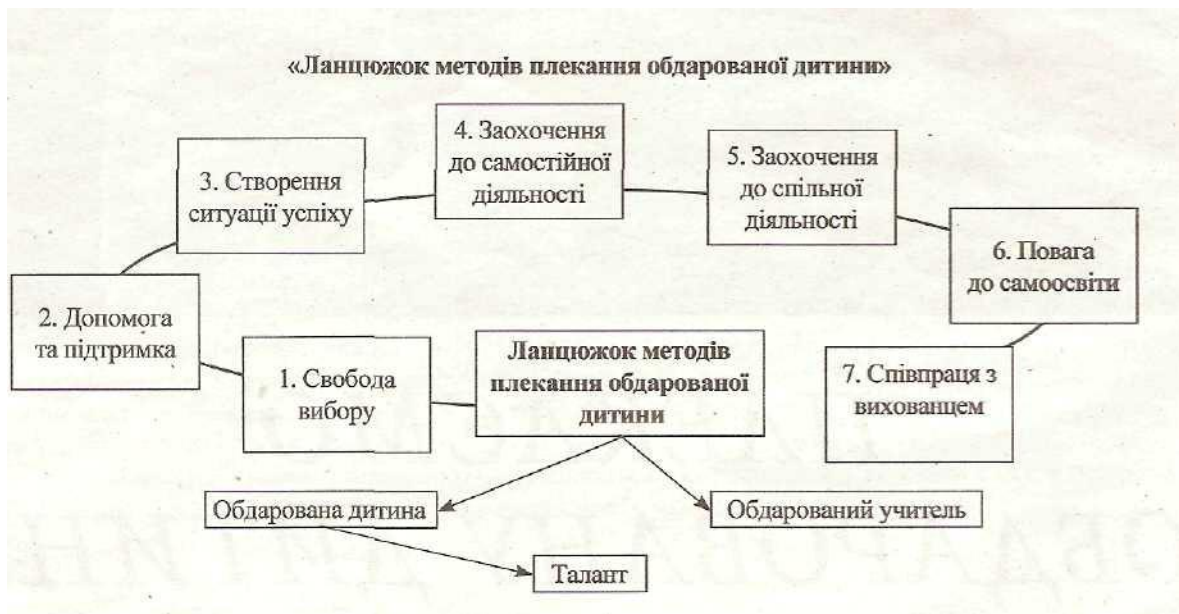 «Ланцюжок методів плекання обдарованої дитини»
4. Заохочення
до самостійної
діяльності
5. Заохочення
до спільної
діяльності
3. Створення
ситуації успіху
6. Повага
до самоосвіти
2. Допомога
та підтримка
1. Свобода
вибору
Ланцюжок методів
плекання обдарованої
дитини
7. Співпраця з
вихованцем
Обдарована дитина
Обдарований учитель
Талант